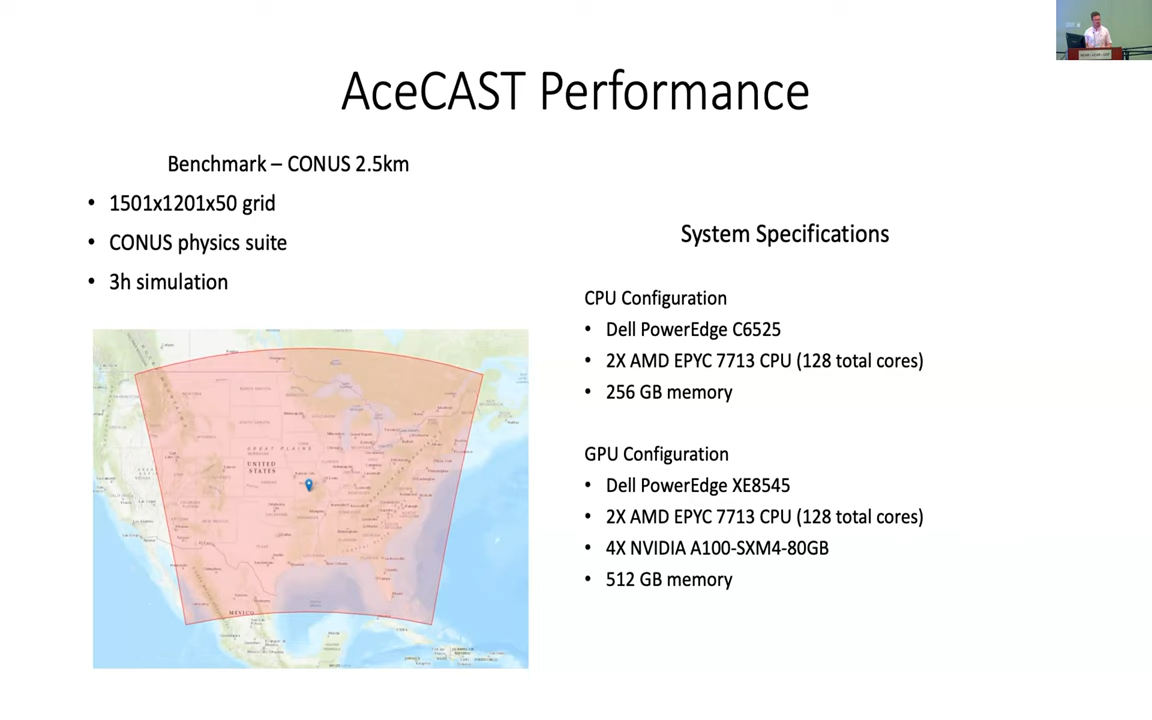 AceCAST Performance
Benchmark – CONUS 2.5km
• 1501x1201x50 grid
• CONUS physics suite
• 3h simulation
GREAT PLAINS
UNITED
STATES
MEXICO
System Specifications
CPU Configuration
• Dell PowerEdge C6525
• 2X AMD EPYC 7713 CPU (128 total cores)
• 256 GB memory
GPU Configuration
• Dell PowerEdge XE8545
• 2X AMD EPYC 7713 CPU (128 total cores)
• 4X NVIDIA A100-SXM4-80GB
• 512 GB memory